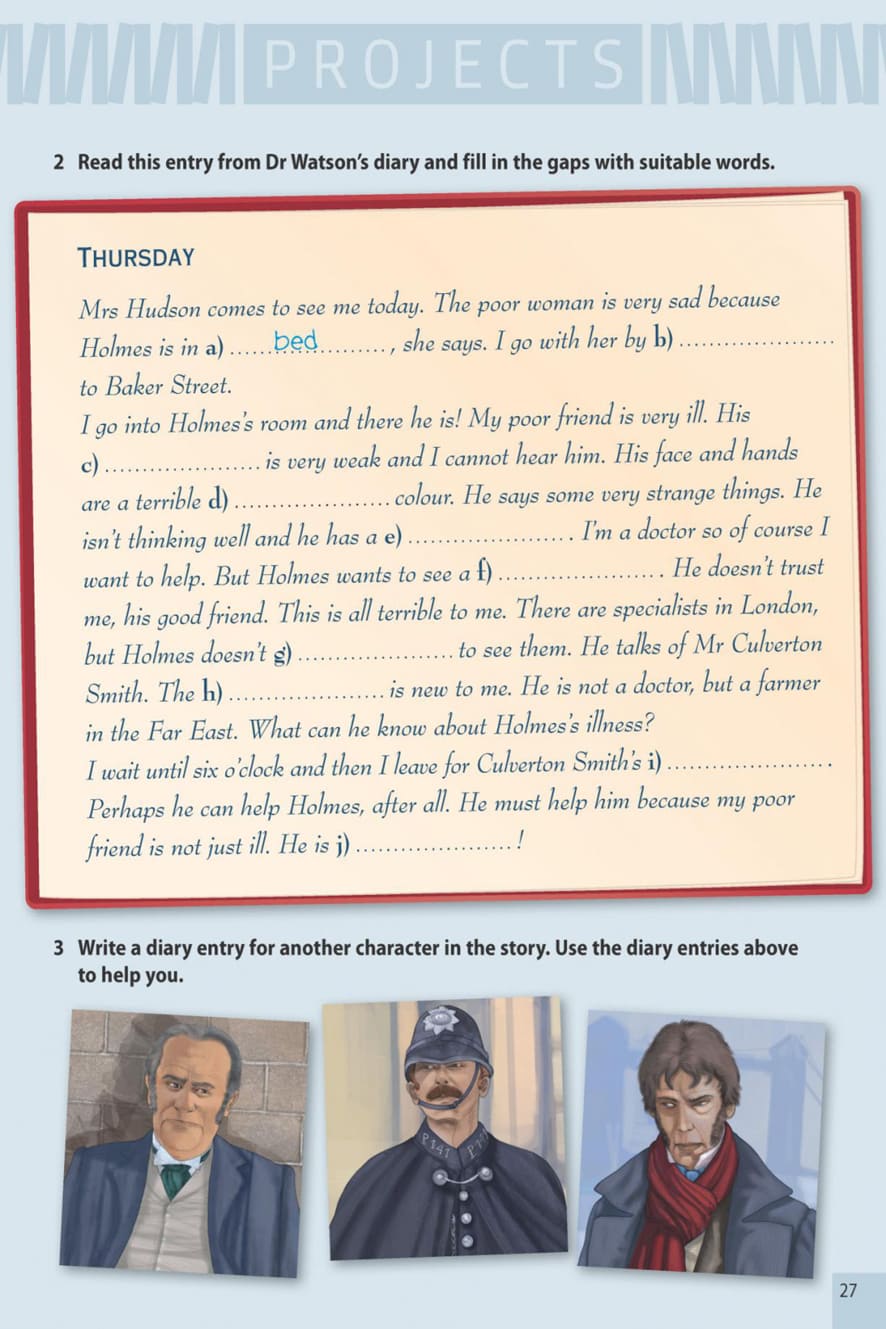 PROJECTS
2 Read this entry from Dr Watson's diary and fill in the gaps with suitable words.
THURSDAY
Mrs Hudson comes to see me today. The poor woman is very sad because
Holmes is in a) ......bed.........., she says. I go with her by b) .....................
to Baker Street.
I go into Holmes's room and there he is! My poor friend is very ill. His
c) ..................... is very weak and I cannot hear him. His face and hands
are a terrible d) ..................... colour. He says some very strange things. He
isn't thinking well and he has a e) ..................... . I'm a doctor so of course I
want to help. But Holmes wants to see a f) ..................... . He doesn't trust
me, his good friend. This is all terrible to me. There are specialists in London,
but Holmes doesn't g) ..................... to see them. He talks of Mr Culverton
Smith. The h) ..................... is new to me. He is not a doctor, but a farmer
in the Far East. What can he know about Holmes's illness?
I wait until six o'clock and then I leave for Culverton Smith's i) ..................... .
Perhaps he can help Holmes, after all. He must help him because my poor
friend is not just ill. He is j) ..................... !
3 Write a diary entry for another character in the story. Use the diary entries above
to help you.
P141 P141
27